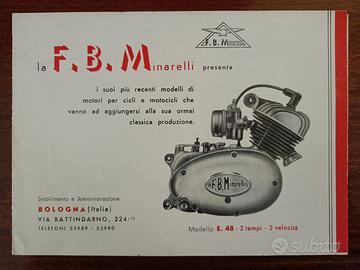 F. B. Minarelli
la F. B. Minarelli presenta
i suoi più recenti modelli di
motori per cicli e motocicli che
vanno ad aggiungersi alla sua ormai
classica produzione.
F.B.M
Minarelli
Stabilimento e Amministrazione
BOLOGNA (Italia)
VIA BATTINDARNO, 224/
TELEFONI 53989 - 53990
Modello E. 48 - 2 tempi - 2 velocità
subito